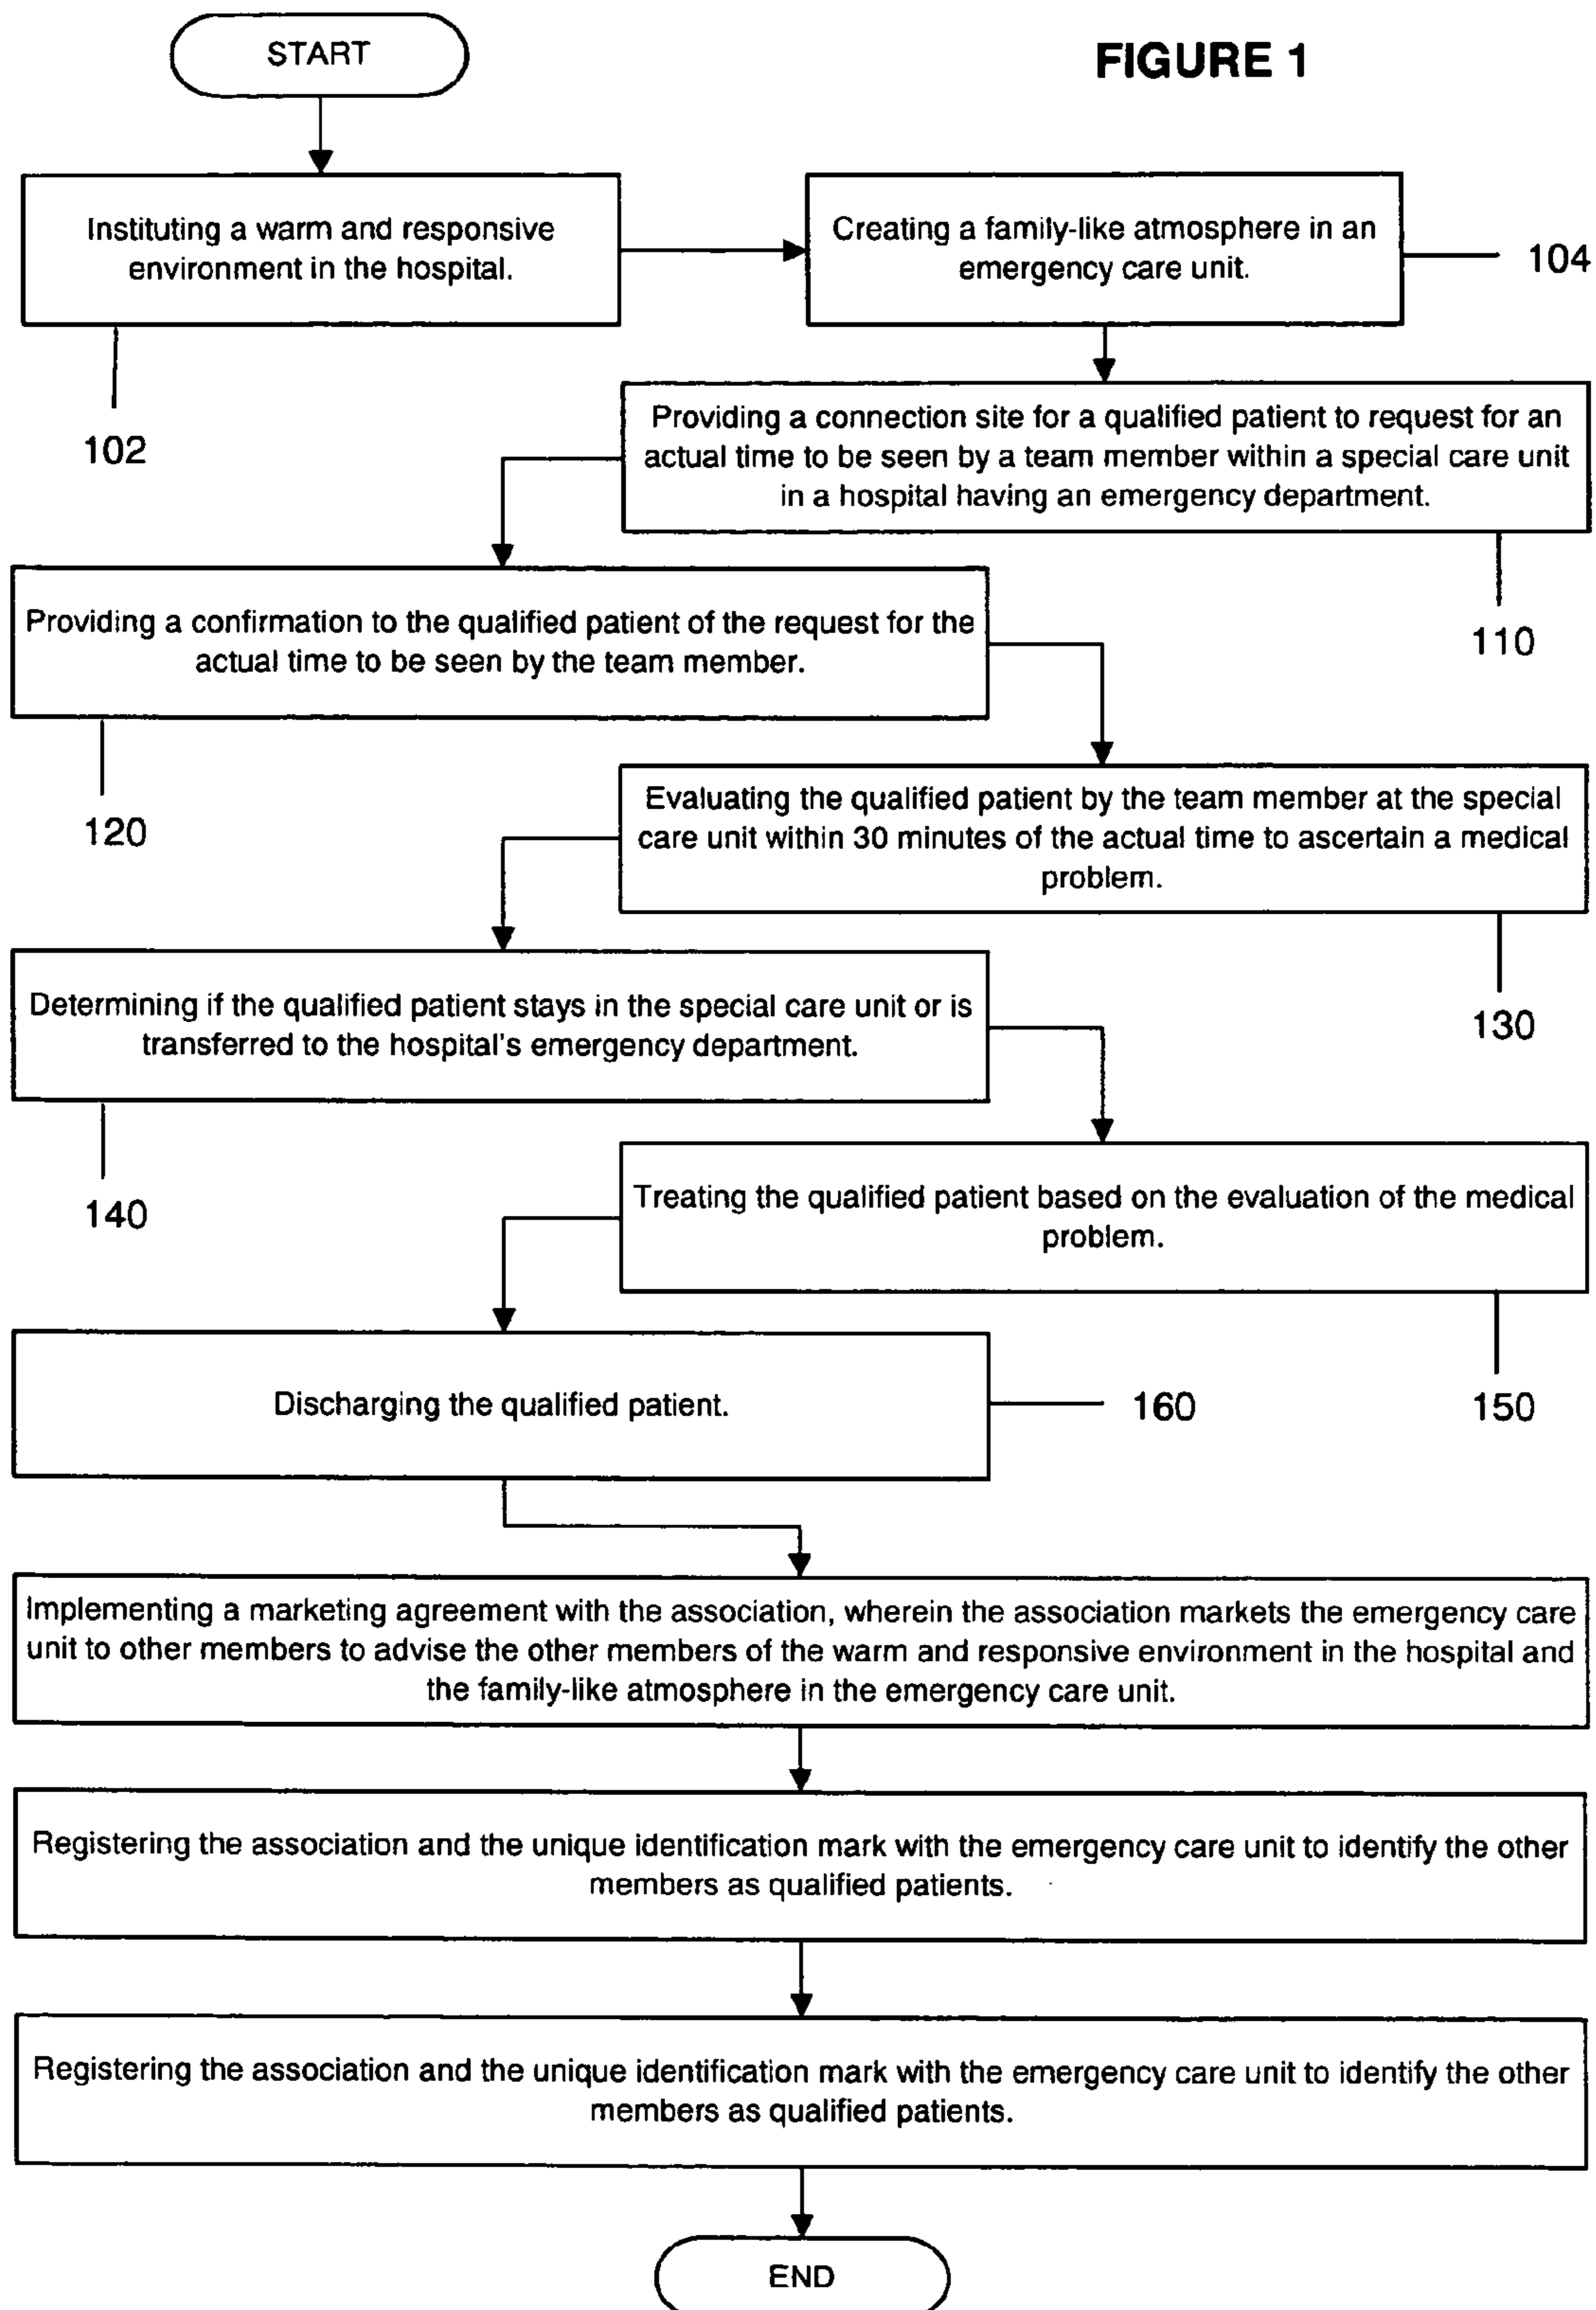 START
FIGURE 1
Instituting a warm and responsive
environment in the hospital.
Creating a family-like atmosphere in an
emergency care unit.
104
102
Providing a connection site for a qualified patient to request for an
actual time to be seen by a team member within a special care unit
in a hospital having an emergency department.
110
Providing a confirmation to the qualified patient of the request for the
actual time to be seen by the team member.
120
Evaluating the qualified patient by the team member at the special
care unit within 30 minutes of the actual time to ascertain a medical
problem.
130
Determining if the qualified patient stays in the special care unit or is
transferred to the hospital's emergency department.
140
Treating the qualified patient based on the evaluation of the medical
problem.
150
Discharging the qualified patient.
160
Implementing a marketing agreement with the association, wherein the association markets the emergency care
unit to other members to advise the other members of the warm and responsive environment in the hospital and
the family-like atmosphere in the emergency care unit.
Registering the association and the unique identification mark with the emergency care unit to identify the other
members as qualified patients.
Registering the association and the unique identification mark with the emergency care unit to identify the other
members as qualified patients.
END